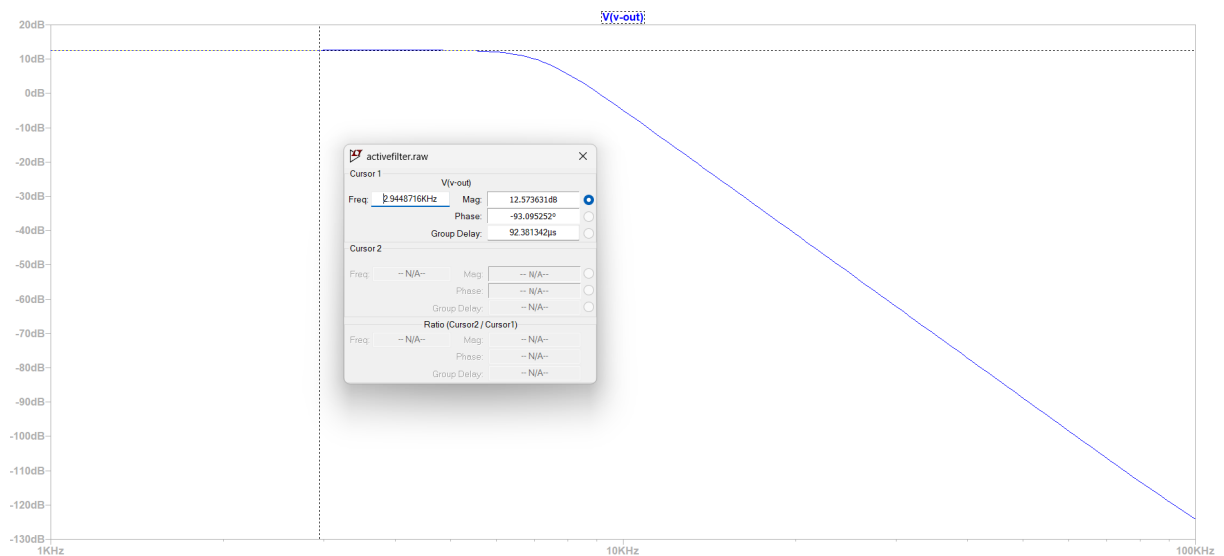 V(v-out)
20dB
10dB
0dB
-10dB
-20dB
-30dB
-40dB
-50dB
-60dB
-70dB
-80dB
-90dB
-100dB
-110dB
-120dB
-130dB
1KHz 10KHz 100KHz
activefilter.raw
Cursor 1
V(v-out)
Freq: 2.9448716KHz Mag: 12.573631dB
Phase: -93.095252°
Group Delay: 92.381342µs
Cursor 2
Freq: -- N/A-- Mag: -- N/A--
Phase: -- N/A--
Group Delay: -- N/A--
Ratio (Cursor2 / Cursor1)
Freq: -- N/A-- Mag: -- N/A--
Phase: -- N/A--
Group Delay: -- N/A--